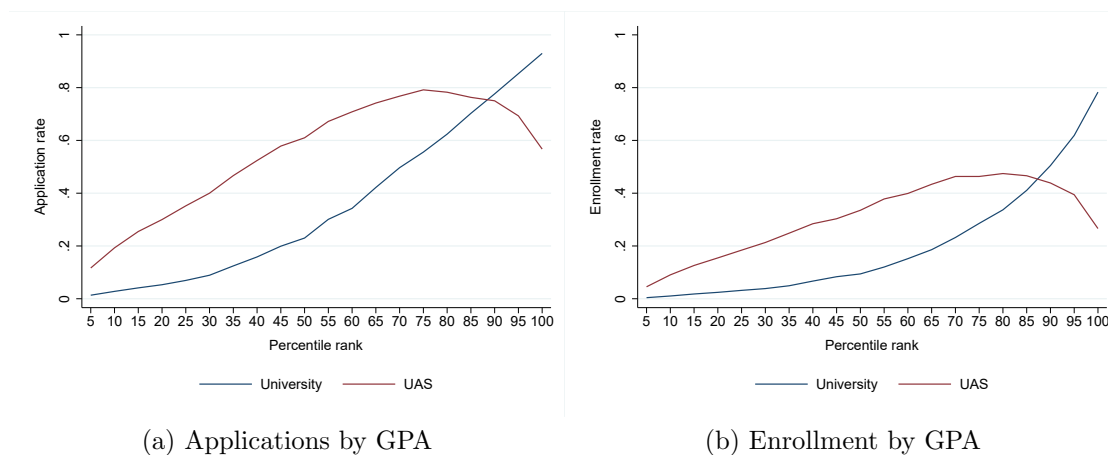 1
.8
.6
.4
.2
0
Application rate
5 10 15 20 25 30 35 40 45 50 55 60 65 70 75 80 85 90 95 100
Percentile rank
University UAS
(a) Applications by GPA
1
.8
.6
.4
.2
0
Enrollment rate
5 10 15 20 25 30 35 40 45 50 55 60 65 70 75 80 85 90 95 100
Percentile rank
University UAS
(b) Enrollment by GPA